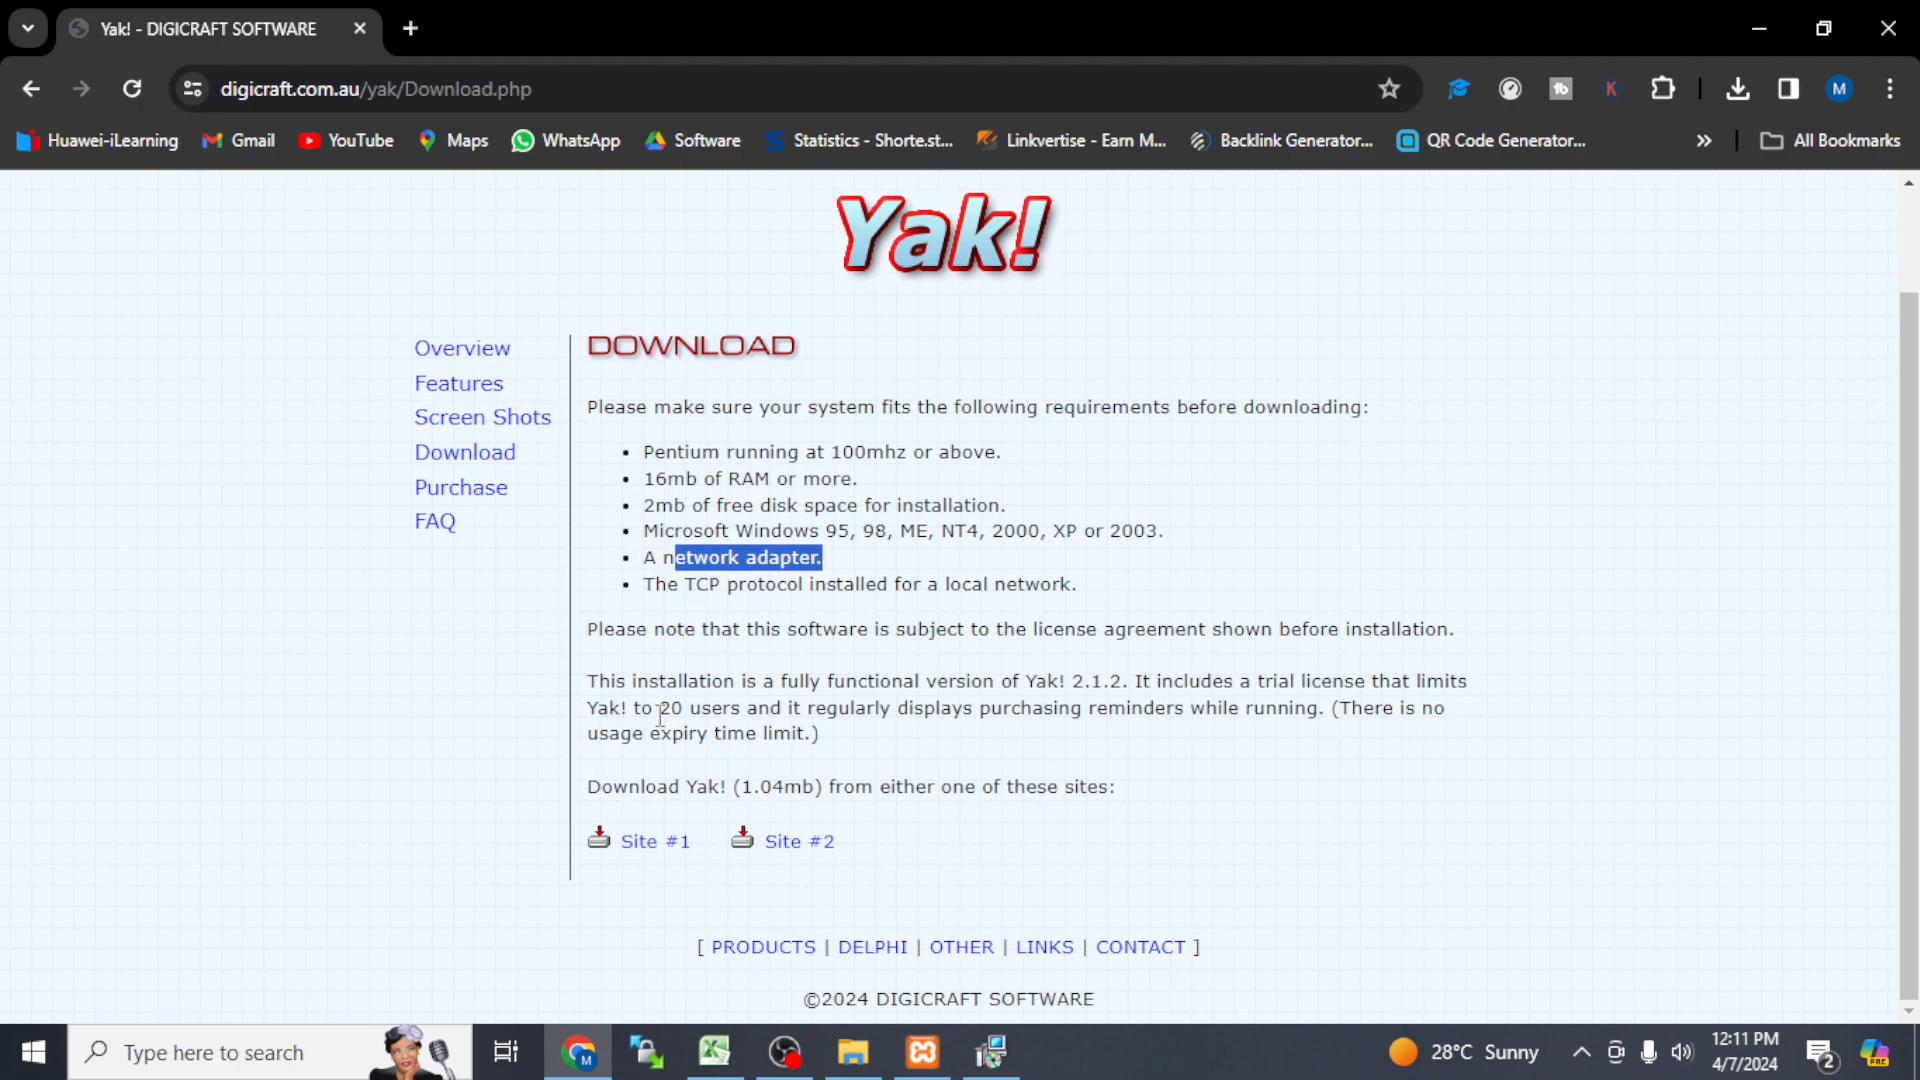 Yak! - DIGICRAFT SOFTWARE
digicraft.com.au/yak/Download.php
M
Huawei-iLearning Gmail YouTube Maps WhatsApp Software Statistics - Shorte.st... Linkvertise - Earn M... Backlink Generator... QR Code Generator... » All Bookmarks
Yak!
DOWNLOAD
Overview
Features
Screen Shots
Download
Purchase
FAQ
Please make sure your system fits the following requirements before downloading:
• Pentium running at 100mhz or above.
• 16mb of RAM or more.
• 2mb of free disk space for installation.
• Microsoft Windows 95, 98, ME, NT4, 2000, XP or 2003.
• A network adapter.
• The TCP protocol installed for a local network.
Please note that this software is subject to the license agreement shown before installation.
This installation is a fully functional version of Yak! 2.1.2. It includes a trial license that limits
Yak! to 20 users and it regularly displays purchasing reminders while running. (There is no
usage expiry time limit.)
Download Yak! (1.04mb) from either one of these sites:
Site #1 Site #2
[ PRODUCTS | DELPHI | OTHER | LINKS | CONTACT ]
©2024 DIGICRAFT SOFTWARE
Type here to search
28°C Sunny
12:11 PM
4/7/2024
2